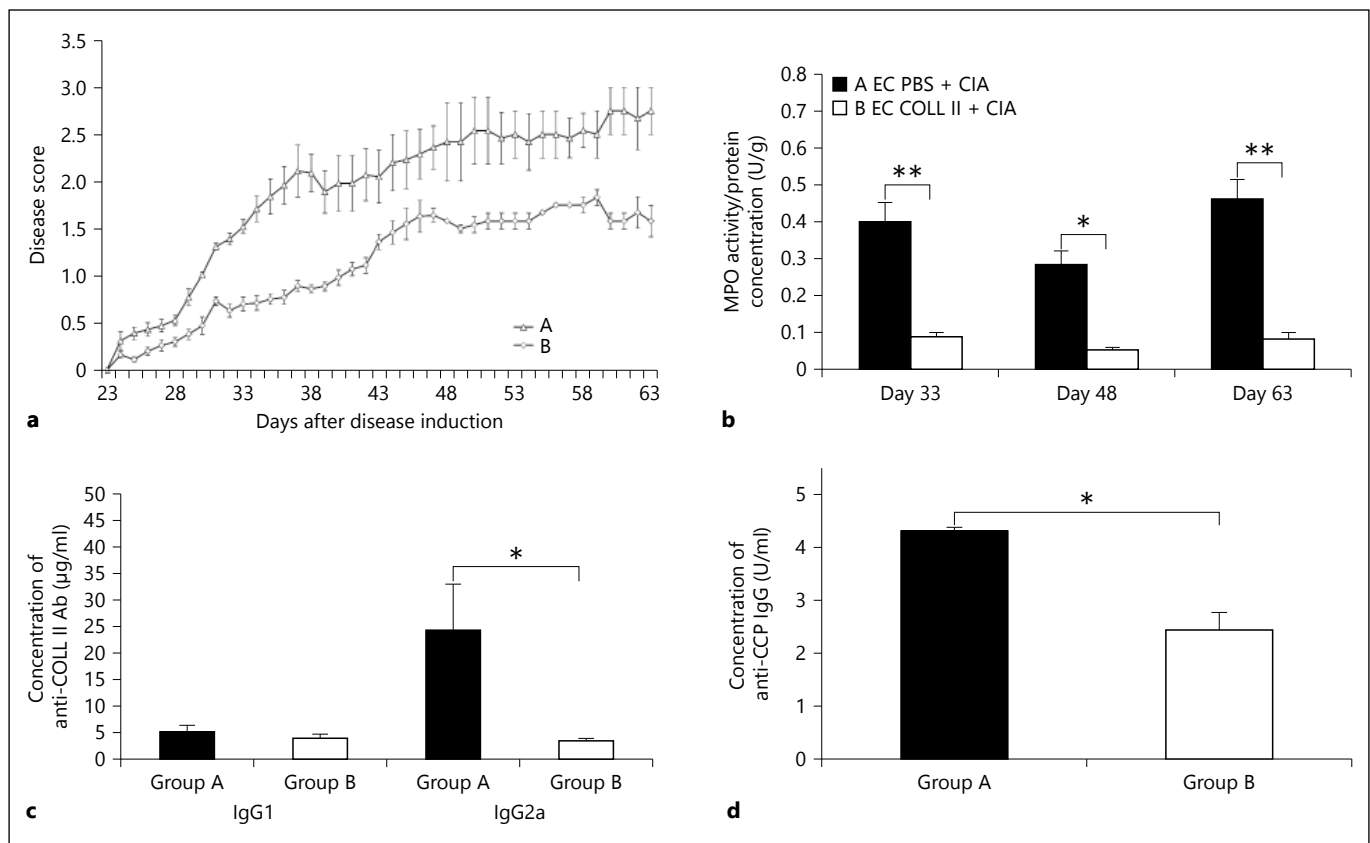 3.5
3.0
2.5
2.0
1.5
1.0
0.5
0
Disease score
A
B
23 28 33 38 43 48 53 58 63
Days after disease induction
a
0.8
0.7
0.6
0.5
0.4
0.3
0.2
0.1
0
MPO activity/protein
concentration (U/g)
A EC PBS + CIA
B EC COLL II + CIA
**
*
**
Day 33 Day 48 Day 63
b
50
45
40
35
30
25
20
15
10
5
0
Concentration of
anti-COLL II Ab (µg/ml)
*
Group A Group B Group A Group B
IgG1 IgG2a
c
5
4
3
2
1
0
Concentration of
anti-CCP IgG (U/ml)
*
Group A Group B
d